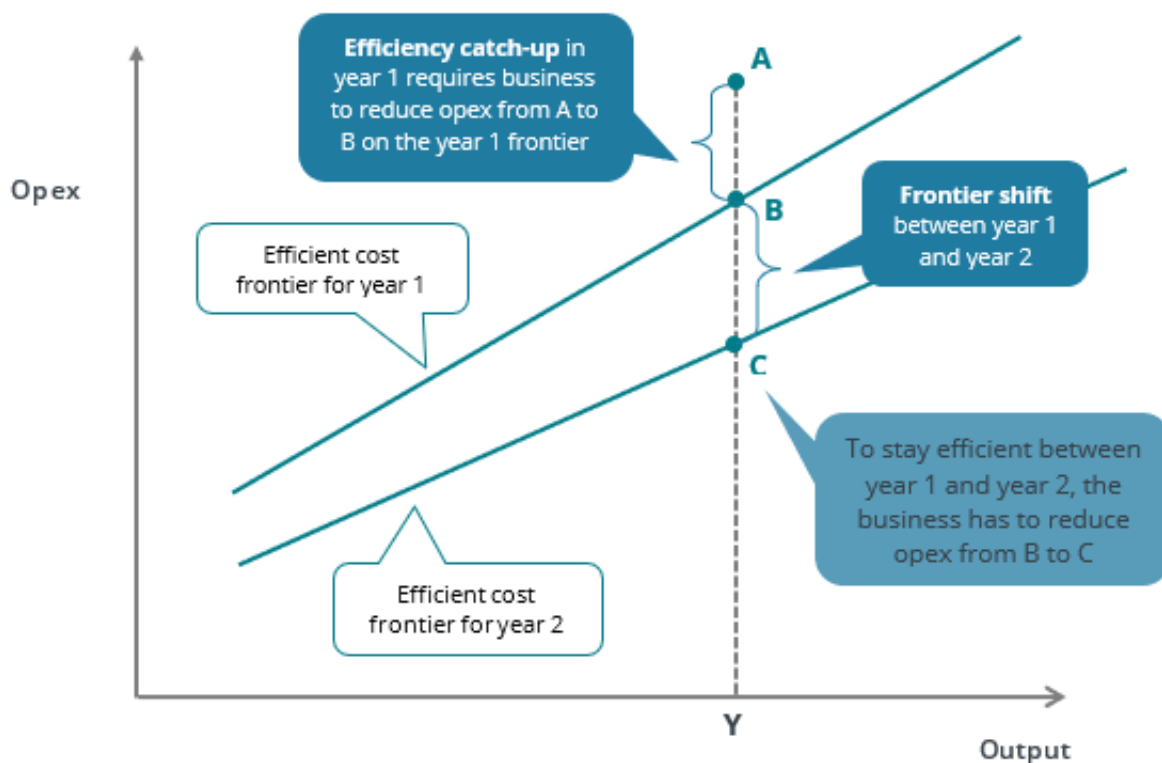 Efficiency catch-up in
year 1 requires business
to reduce opex from A to
B on the year 1 frontier
A
Opex
Frontier shift
between year 1
and year 2
B
Efficient cost
frontier for year 1
C
To stay efficient between
year 1 and year 2, the
business has to reduce
opex from B to C
Efficient cost
frontier for year 2
Y
Output